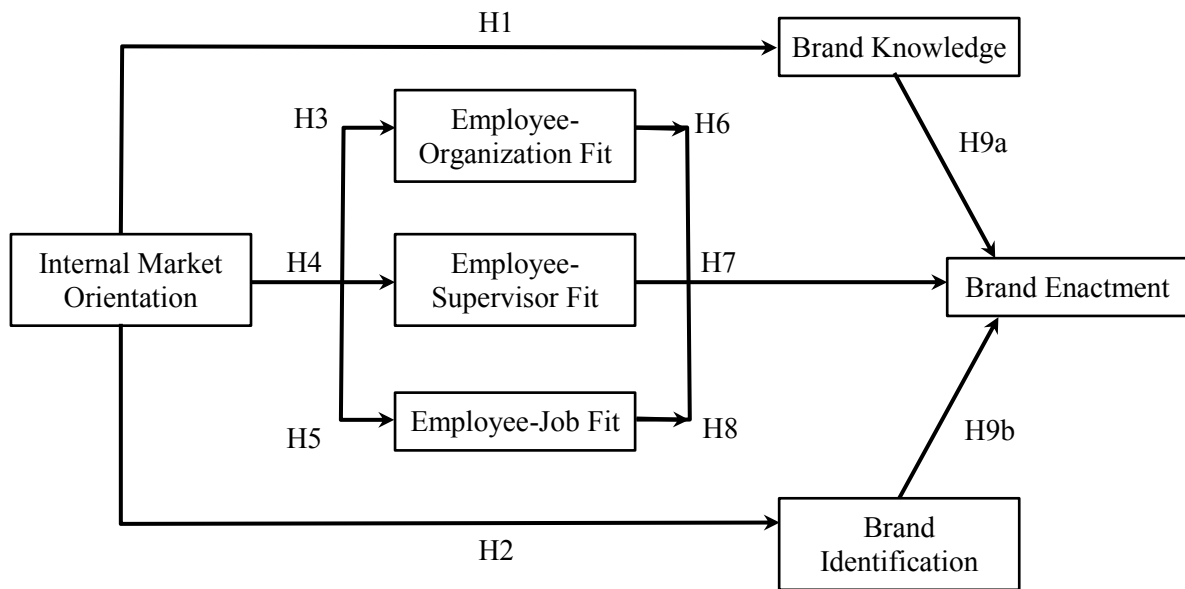 H1
Brand Knowledge
H3
Employee-
Organization Fit
H6
H9a
Internal Market
Orientation
H4
Employee-
Supervisor Fit
H7
Brand Enactment
H5
Employee-Job Fit
H8
H9b
H2
Brand
Identification